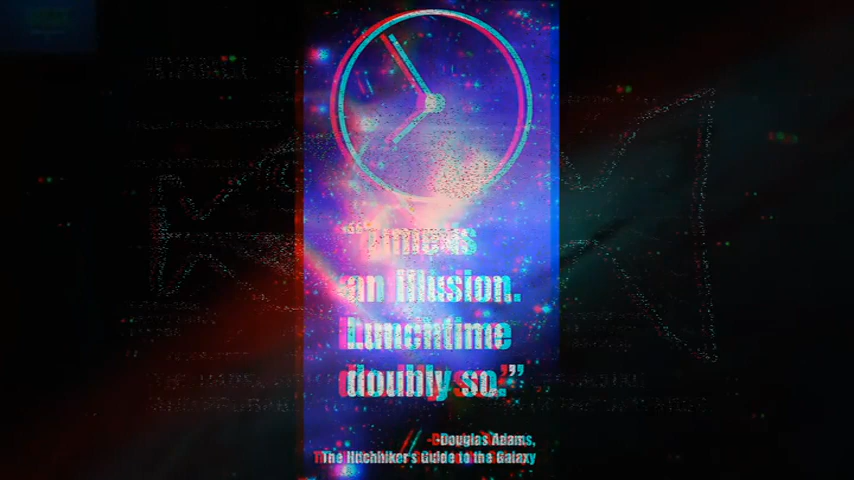 “Time is
an illusion.
Lunchtime
doubly so.”
-Douglas Adams,
The Hitchhiker's Guide to the Galaxy